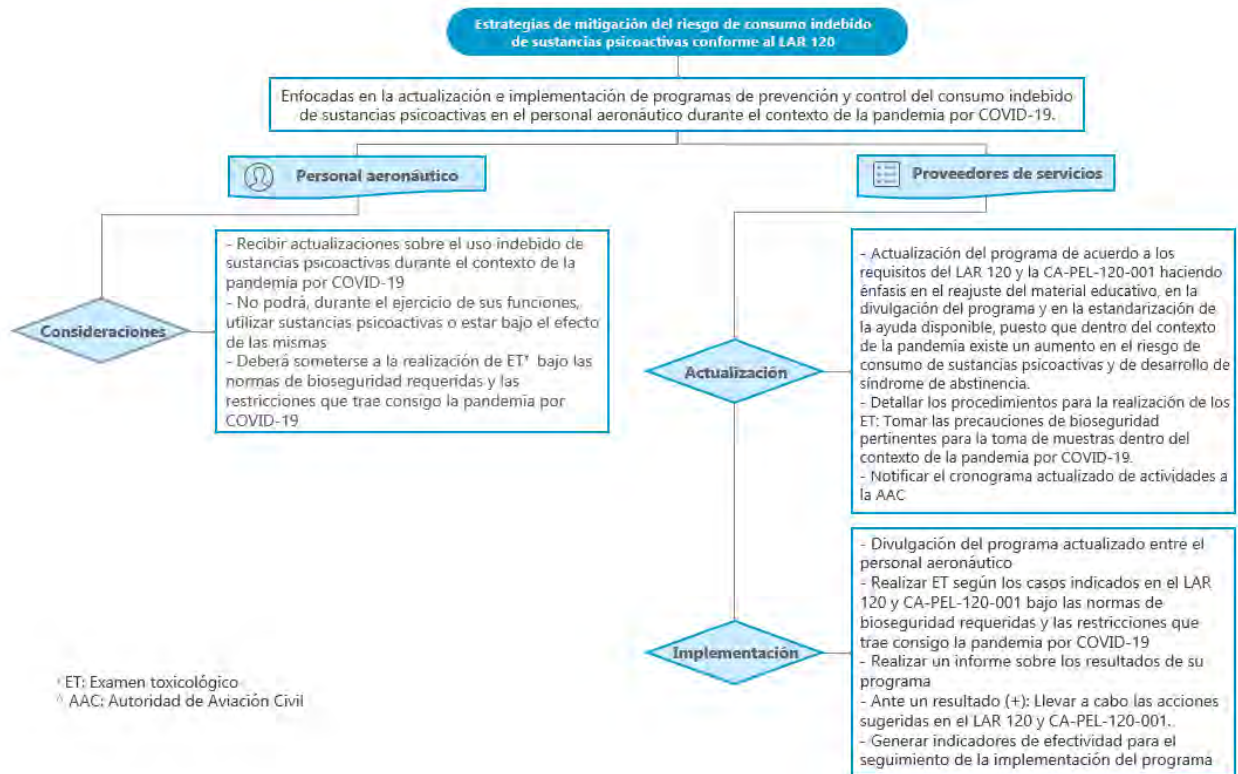 Estrategias de mitigación del riesgo de consumo indebido
de sustancias psicoactivas conforme al LAR 120
Enfocadas en la actualización e implementación de programas de prevención y control del consumo indebido
de sustancias psicoactivas en el personal aeronáutico durante el contexto de la pandemia por COVID-19.
Personal aeronáutico
Consideraciones
- Recibir actualizaciones sobre el uso indebido de
sustancias psicoactivas durante el contexto de la
pandemia por COVID-19
- No podrá, durante el ejercicio de sus funciones,
utilizar sustancias psicoactivas o estar bajo el efecto
de las mismas
- Deberá someterse a la realización de ET* bajo las
normas de bioseguridad requeridas y las
restricciones que trae consigo la pandemia por
COVID-19
Proveedores de servicios
Actualización
- Actualización del programa de acuerdo a los
requisitos del LAR 120 y la CA-PEL-120-001 haciendo
énfasis en el reajuste del material educativo, en la
divulgación del programa y en la estandarización de
la ayuda disponible, puesto que dentro del contexto
de la pandemia existe un aumento en el riesgo de
consumo de sustancias psicoactivas y de desarrollo de
síndrome de abstinencia.
- Detallar los procedimientos para la realización de los
ET: Tomar las precauciones de bioseguridad
pertinentes para la toma de muestras dentro del
contexto de la pandemia por COVID-19.
- Notificar el cronograma actualizado de actividades a
la AAC
Implementación
- Divulgación del programa actualizado entre el
personal aeronáutico
- Realizar ET según los casos indicados en el LAR
120 y CA-PEL-120-001 bajo las normas de
bioseguridad requeridas y las restricciones que
trae consigo la pandemia por COVID-19
- Realizar un informe sobre los resultados de su
programa
- Ante un resultado (+): Llevar a cabo las acciones
sugeridas en el LAR 120 y CA-PEL-120-001.
- Generar indicadores de efectividad para el
seguimiento de la implementación del programa
* ET: Examen toxicológico
^ AAC: Autoridad de Aviación Civil